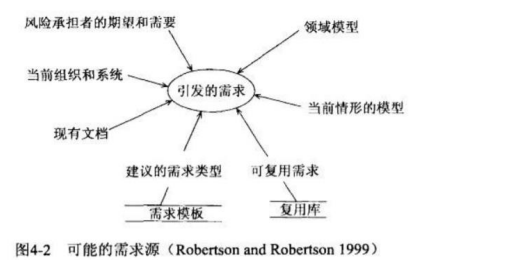 风险承担者的期望和需要
领域模型
当前组织和系统
引发的需求
当前情形的模型
现有文档
建议的需求类型
可复用需求
需求模板
复用库
图4-2 可能的需求源（Robertson and Robertson 1999）